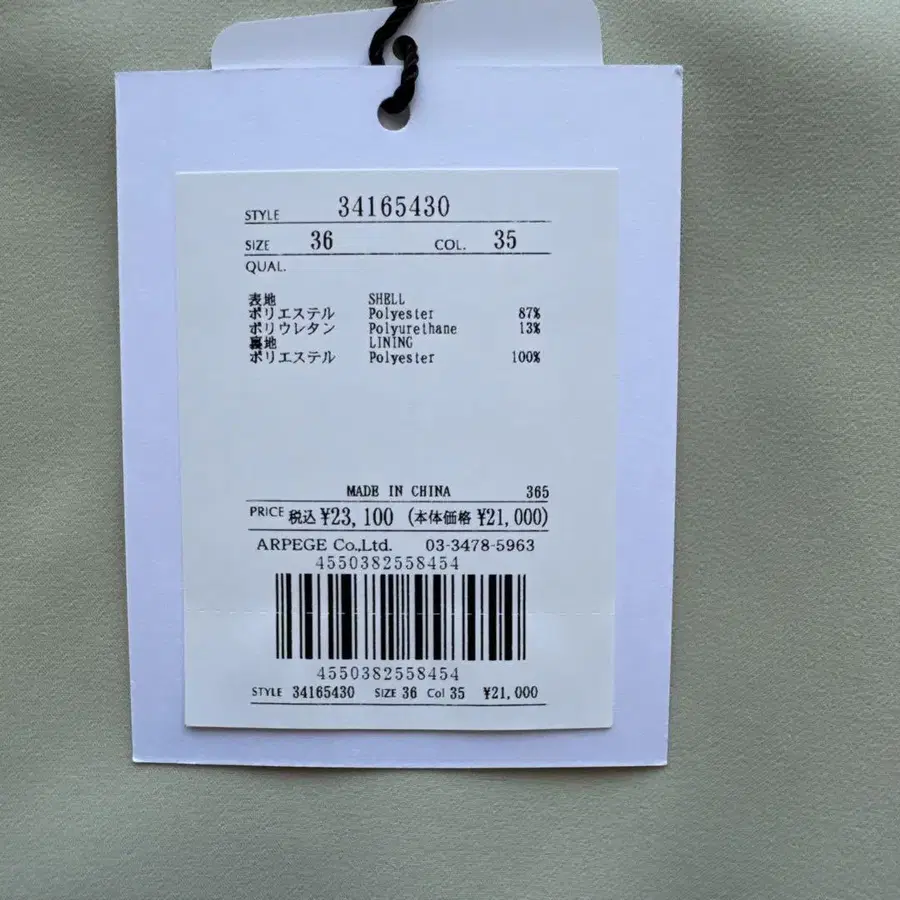 STYLE 34165430
SIZE 36 COL. 35
QUAL.
表地 SHELL
ポリエステル Polyester 87%
ポリウレタン Polyurethane 13%
裏地 LINING
ポリエステル Polyester 100%
MADE IN CHINA 365
PRICE 税込 ¥23,100 (本体価格 ¥21,000)
ARPEGE Co.,Ltd. 03-3478-5963
4550382558454
4550382558454
STYLE 34165430 SIZE 36 Col 35 ¥21,000